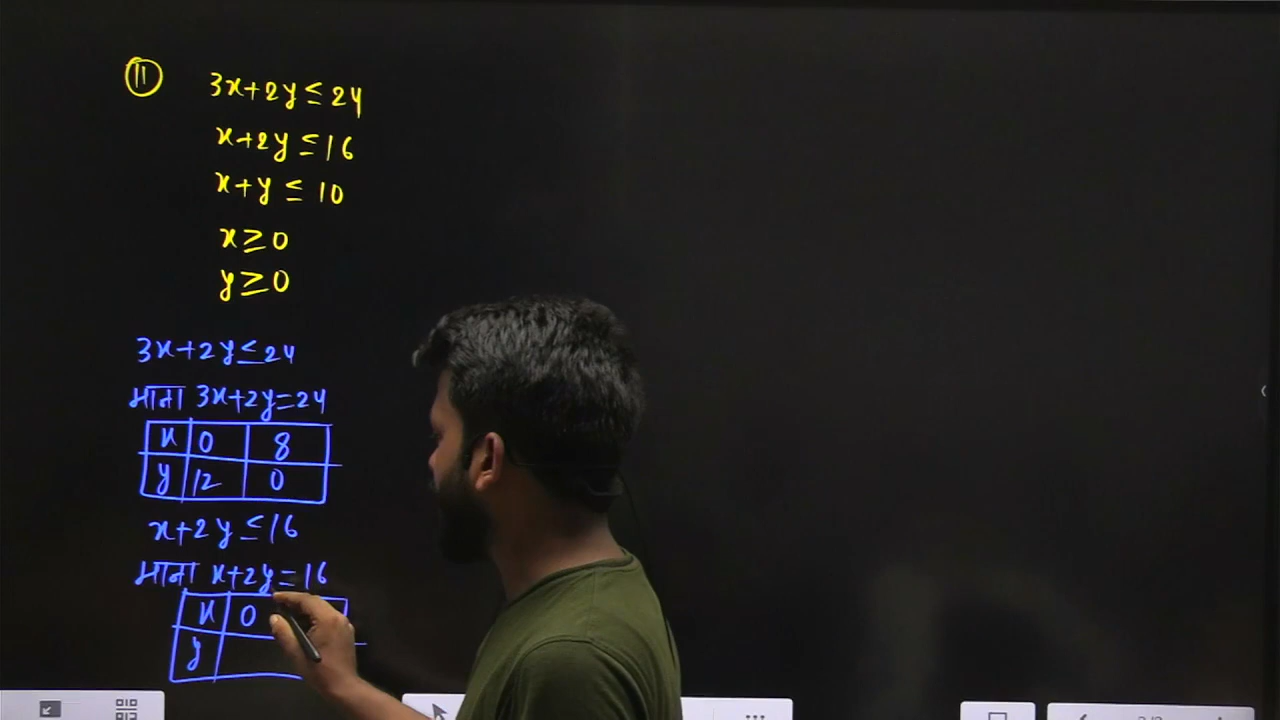 11 3x+2y≤24
x+2y≤16
x+y≤10
x≥0
y≥0
3x+2y≤24
माना 3x+2y=24
x 0 8
y 12 0
x+2y≤16
माना x+2y=16
x 0
y